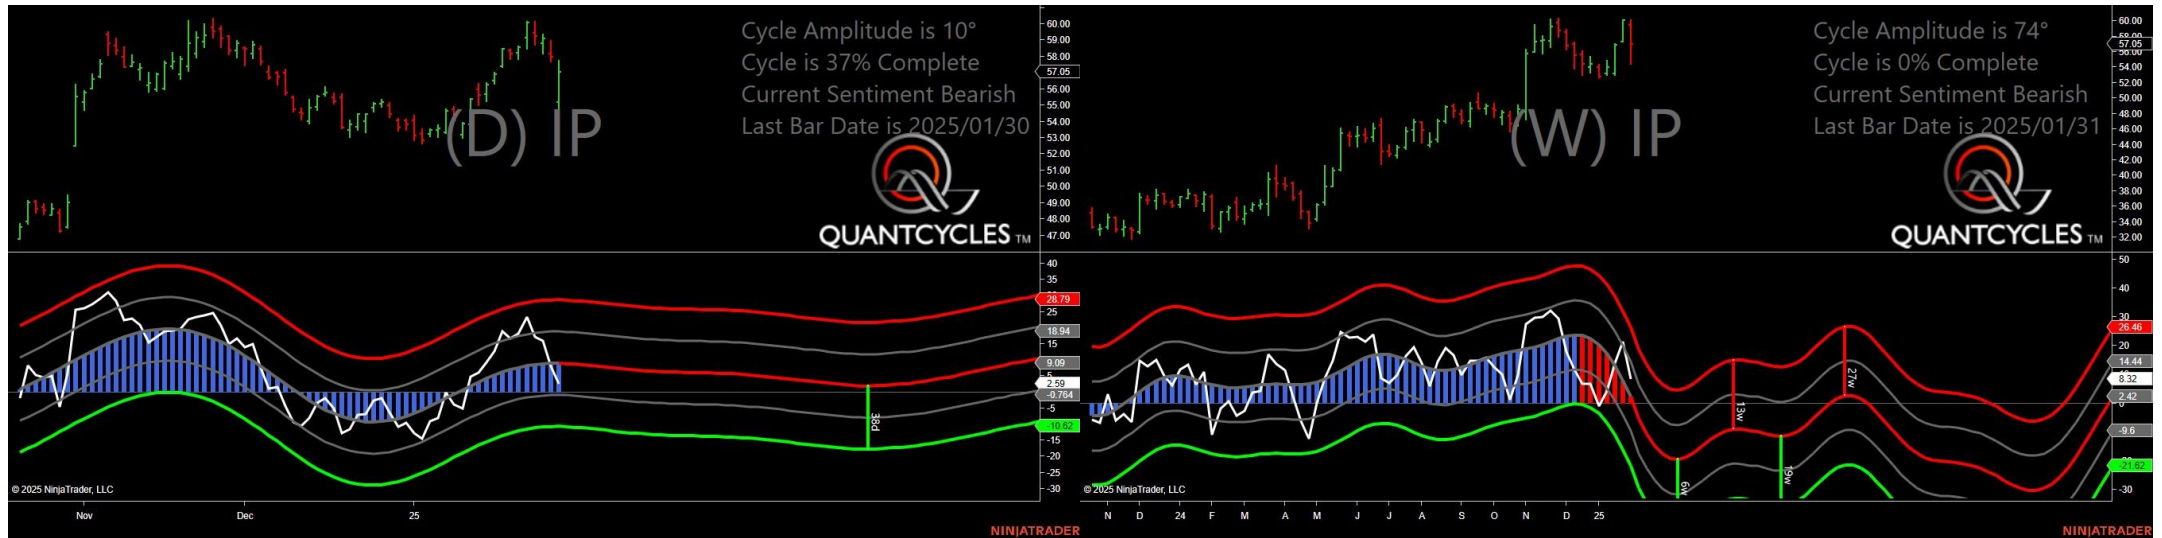 Cycle Amplitude is 10°
Cycle is 37% Complete
Current Sentiment Bearish
Last Bar Date is 2025/01/30
(D) IP
QUANTCYCLES TM
60.00
59.00
58.00
57.05
56.00
55.00
54.00
53.00
52.00
51.00
50.00
49.00
48.00
47.00
40
35
28.79
25
18.94
15
9.09
5
2.59
-0.764
-5
-10.62
-15
-20
-25
-30
38d
© 2025 NinjaTrader, LLC
Nov Dec 25
NINJATRADER
Cycle Amplitude is 74°
Cycle is 0% Complete
Current Sentiment Bearish
Last Bar Date is 2025/01/31
(W) IP
QUANTCYCLES TM
60.00
58.00
57.05
54.00
52.00
50.00
48.00
46.00
44.00
42.00
40.00
38.00
36.00
34.00
32.00
50
40
30
26.46
20
14.44
8.32
2.42
0
-9.6
-21.62
-30
6w
13w
19w
27w
© 2025 NinjaTrader, LLC
N D 24 F M A M J J A S O N D 25
NINJATRADER